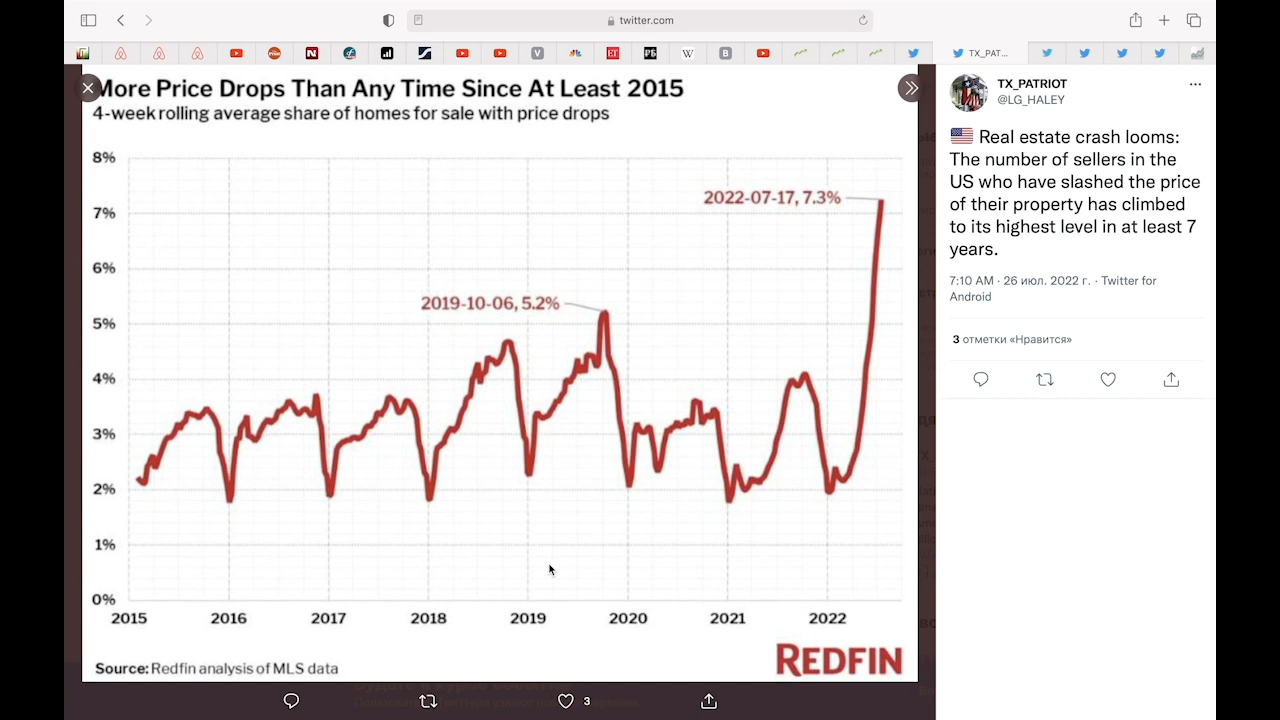 twitter.com
TX_PAT...
More Price Drops Than Any Time Since At Least 2015
4-week rolling average share of homes for sale with price drops
8%
7%
6%
5%
4%
3%
2%
1%
0%
2022-07-17, 7.3%
2019-10-06, 5.2%
2015
2016
2017
2018
2019
2020
2021
2022
Source: Redfin analysis of MLS data
REDFIN
3
TX_PATRIOT
@LG_HALEY
🇺🇸 Real estate crash looms:
The number of sellers in the
US who have slashed the price
of their property has climbed
to its highest level in at least 7
years.
7:10 AM · 26 июл. 2022 г. · Twitter for
Android
3 отметки «Нравится»